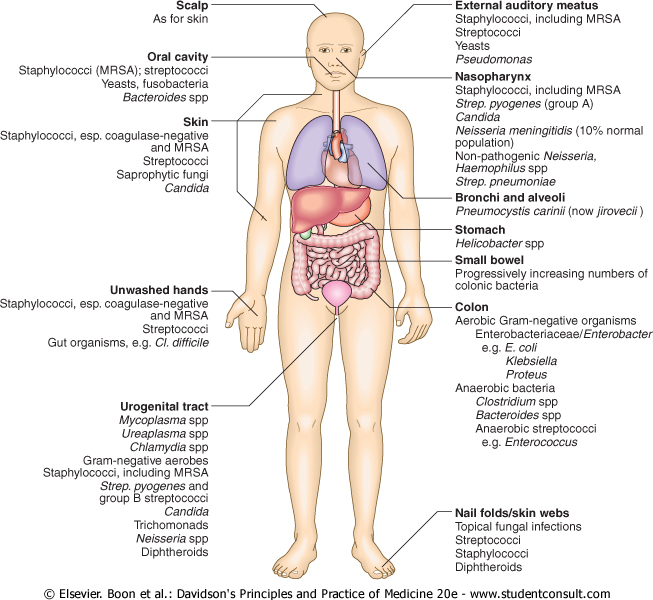 Scalp
As for skin
Oral cavity
Staphylococci (MRSA); streptococci
Yeasts, fusobacteria
Bacteroides spp
Skin
Staphylococci, esp. coagulase-negative
and MRSA
Streptococci
Saprophytic fungi
Candida
Unwashed hands
Staphylococci, esp. coagulase-negative
and MRSA
Streptococci
Gut organisms, e.g. Cl. difficile
Urogenital tract
Mycoplasma spp
Ureaplasma spp
Chlamydia spp
Gram-negative aerobes
Staphylococci, including MRSA
Strep. pyogenes and
group B streptococci
Candida
Trichomonads
Neisseria spp
Diphtheroids
External auditory meatus
Staphylococci, including MRSA
Streptococci
Yeasts
Pseudomonas
Nasopharynx
Staphylococci, including MRSA
Strep. pyogenes (group A)
Candida
Neisseria meningitidis (10% normal
population)
Non-pathogenic Neisseria,
Haemophilus spp
Strep. pneumoniae
Bronchi and alveoli
Pneumocystis carinii (now jirovecii )
Stomach
Helicobacter spp
Small bowel
Progressively increasing numbers of
colonic bacteria
Colon
Aerobic Gram-negative organisms
Enterobacteriaceae/Enterobacter
e.g. E. coli
Klebsiella
Proteus
Anaerobic bacteria
Clostridium spp
Bacteroides spp
Anaerobic streptococci
e.g. Enterococcus
Nail folds/skin webs
Topical fungal infections
Streptococci
Staphylococci
Diphtheroids
© Elsevier. Boon et al.: Davidson's Principles and Practice of Medicine 20e - www.studentconsult.com